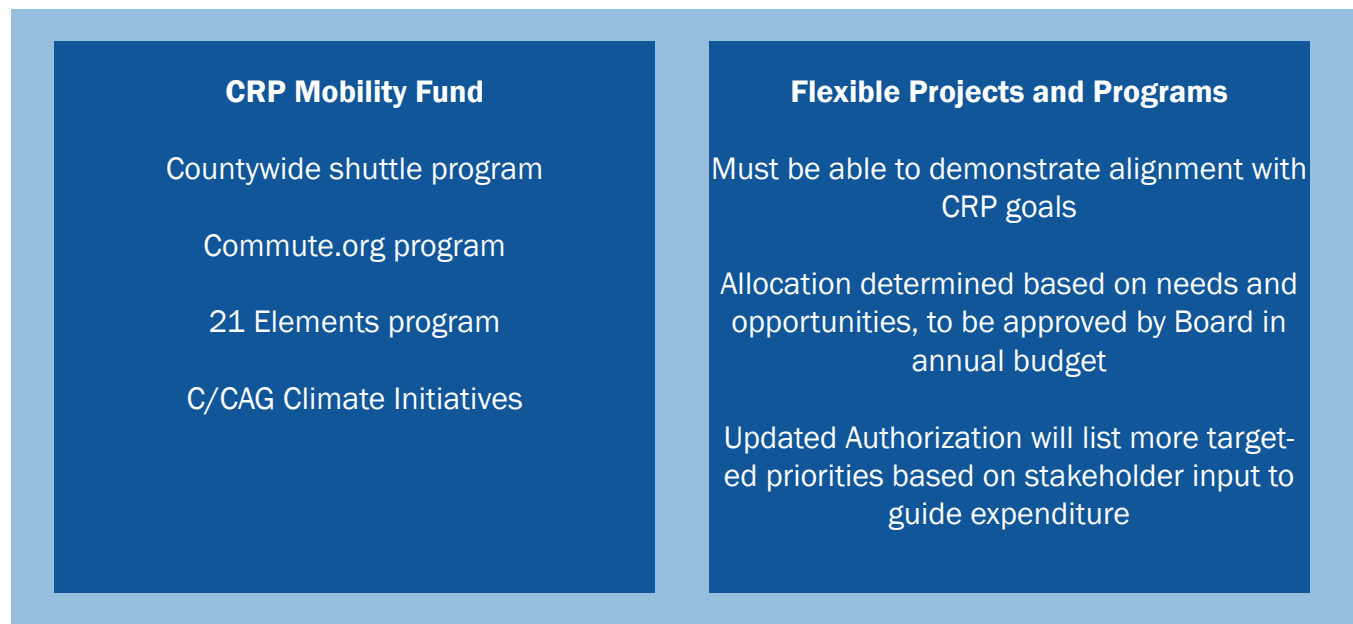 CRP Mobility Fund
Countywide shuttle program
Commute.org program
21 Elements program
C/CAG Climate Initiatives
Flexible Projects and Programs
Must be able to demonstrate alignment with
CRP goals
Allocation determined based on needs and
opportunities, to be approved by Board in
annual budget
Updated Authorization will list more target-
ed priorities based on stakeholder input to
guide expenditure